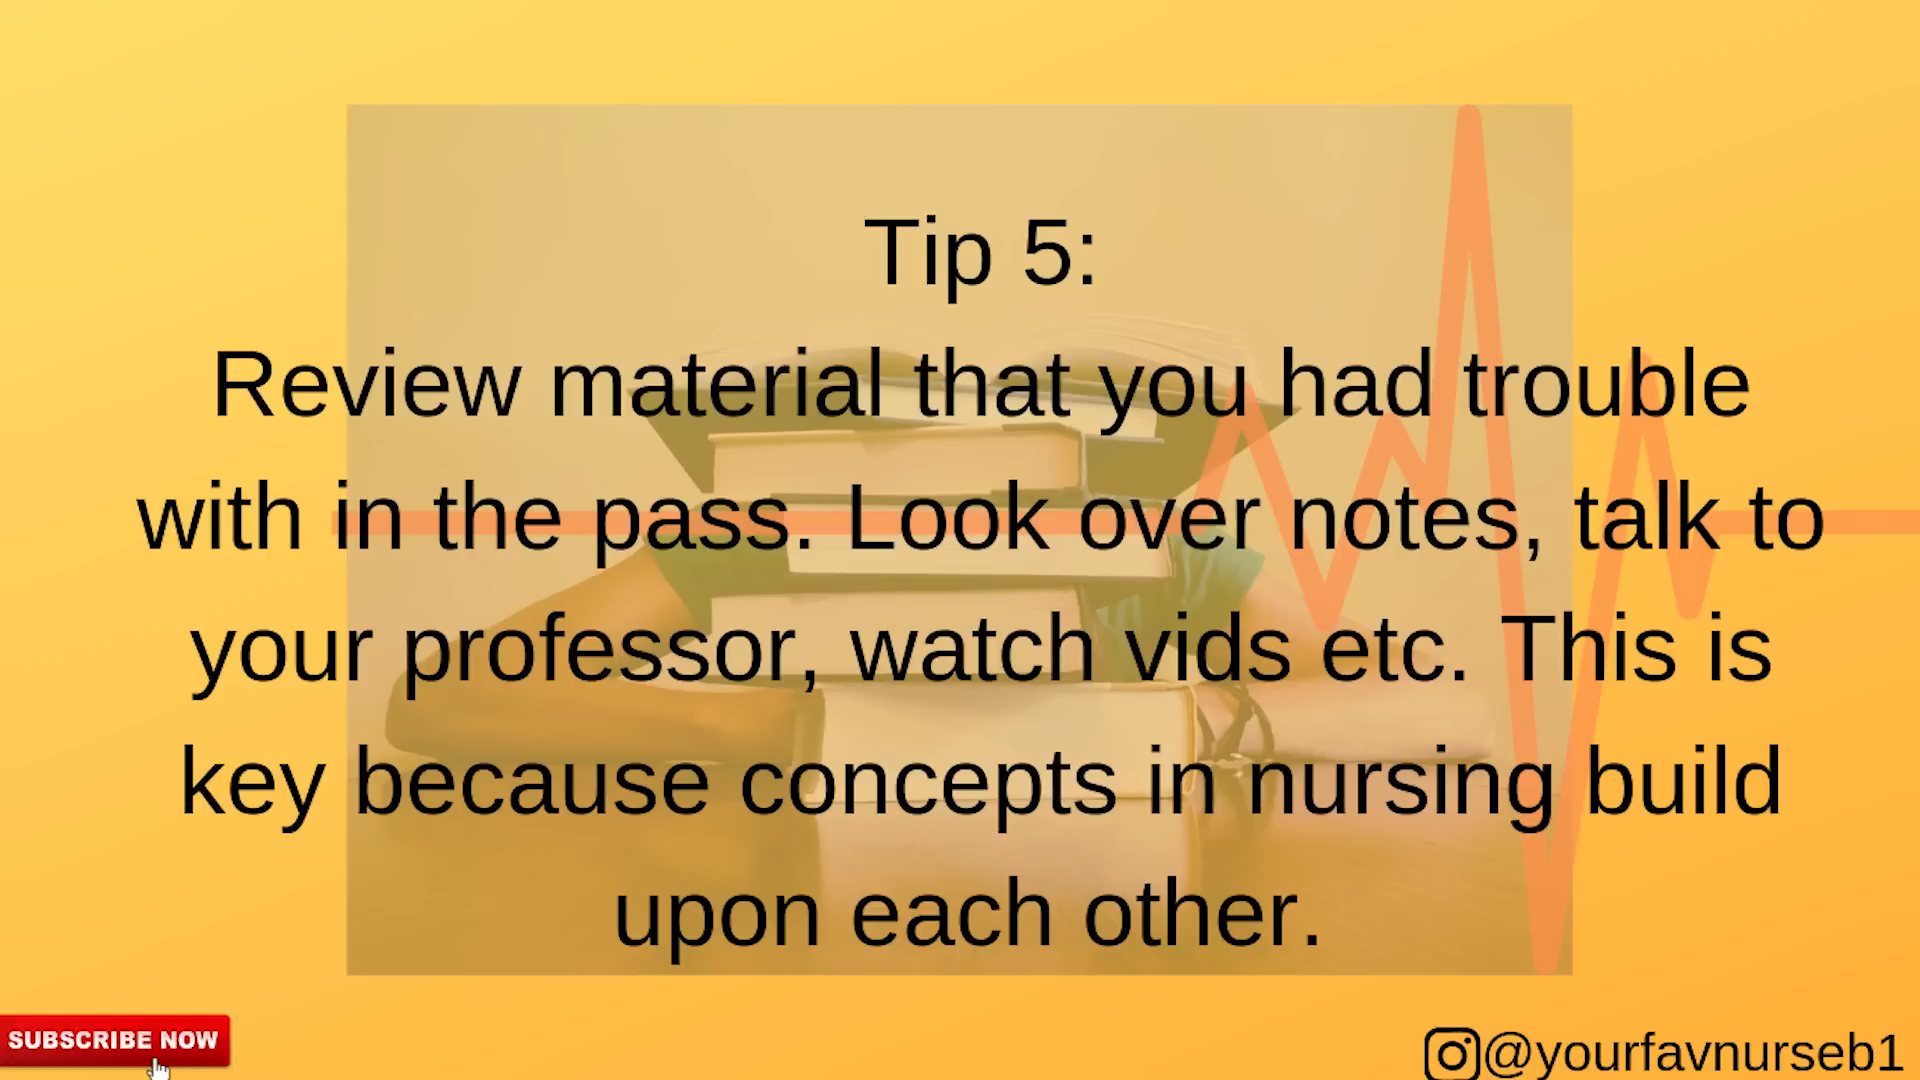 Tip 5:
Review material that you had trouble
with in the pass. Look over notes, talk to
your professor, watch vids etc. This is
key because concepts in nursing build
upon each other.
SUBSCRIBE NOW
@yourfavnurseb1